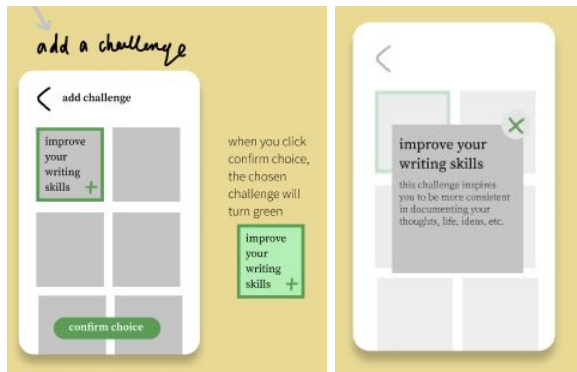 add a challenge
add challenge
improve
your
writing
skills +
confirm choice
when you click
confirm choice,
the chosen
challenge will
turn green
improve
your
writing
skills +
improve your
writing skills
this challenge inspires
you to be more consistent
in documenting your
thoughts, life, ideas, etc.